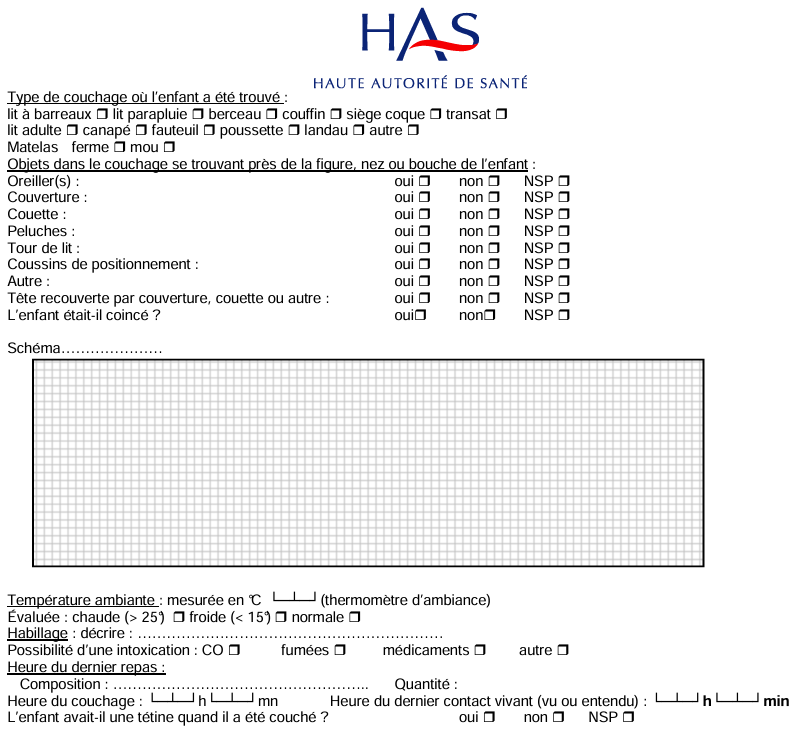 HAS
HAUTE AUTORITÉ DE SANTÉ
Type de couchage où l'enfant a été trouvé :
lit à barreaux ❒ lit parapluie ❒ berceau ❒ couffin ❒ siège coque ❒ transat ❒
lit adulte ❒ canapé ❒ fauteuil ❒ poussette ❒ landau ❒ autre ❒
Matelas ferme ❒ mou ❒
Objets dans le couchage se trouvant près de la figure, nez ou bouche de l'enfant :
Oreiller(s) : oui ❒ non ❒ NSP ❒
Couverture : oui ❒ non ❒ NSP ❒
Couette : oui ❒ non ❒ NSP ❒
Peluches : oui ❒ non ❒ NSP ❒
Tour de lit : oui ❒ non ❒ NSP ❒
Coussins de positionnement : oui ❒ non ❒ NSP ❒
Autre : oui ❒ non ❒ NSP ❒
Tête recouverte par couverture, couette ou autre : oui ❒ non ❒ NSP ❒
L'enfant était-il coincé ? oui❒ non❒ NSP ❒
Schéma…………………
Température ambiante : mesurée en °C └─┴─┘(thermomètre d'ambiance)
Évaluée : chaude (> 25°) ❒ froide (< 15°) ❒ normale ❒
Habillage : décrire : ………………………………………………………
Possibilité d'une intoxication : CO ❒ fumées ❒ médicaments ❒ autre ❒
Heure du dernier repas :
Composition : …………………………………………….. Quantité :
Heure du couchage : └─┴─┘h└─┴─┘mn Heure du dernier contact vivant (vu ou entendu) : └─┴─┘h└─┴─┘min
L'enfant avait-il une tétine quand il a été couché ? oui ❒ non ❒ NSP ❒